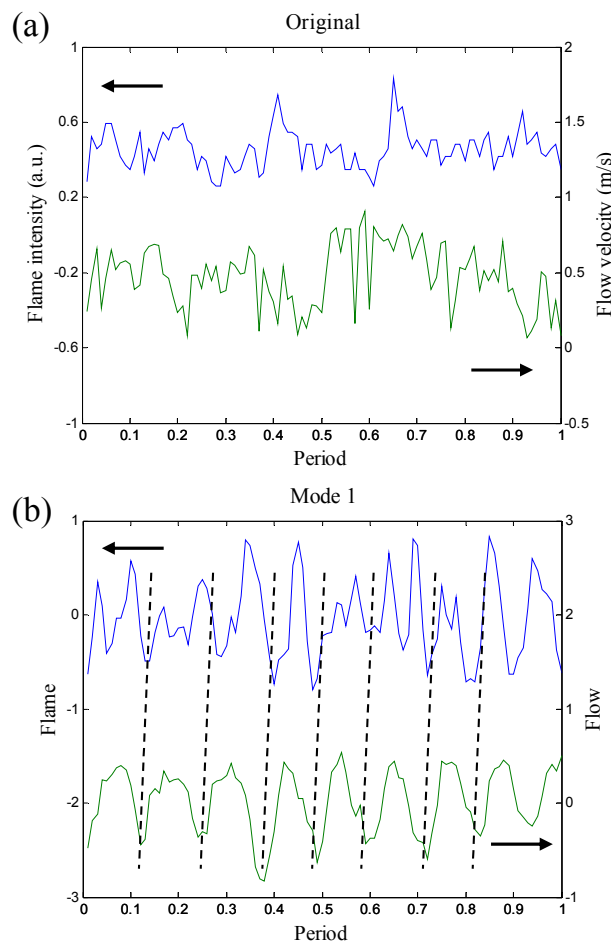 (a)
Original
1
0.6
0.2
-0.2
-0.6
-1
Flame intensity (a.u.)
2
1.5
1
0.5
0
-0.5
Flow velocity (m/s)
0 0.1 0.2 0.3 0.4 0.5 0.6 0.7 0.8 0.9 1
Period
(b)
Mode 1
1
0
-1
-2
-3
Flame
3
2
1
0
-1
Flow
0 0.1 0.2 0.3 0.4 0.5 0.6 0.7 0.8 0.9 1
Period